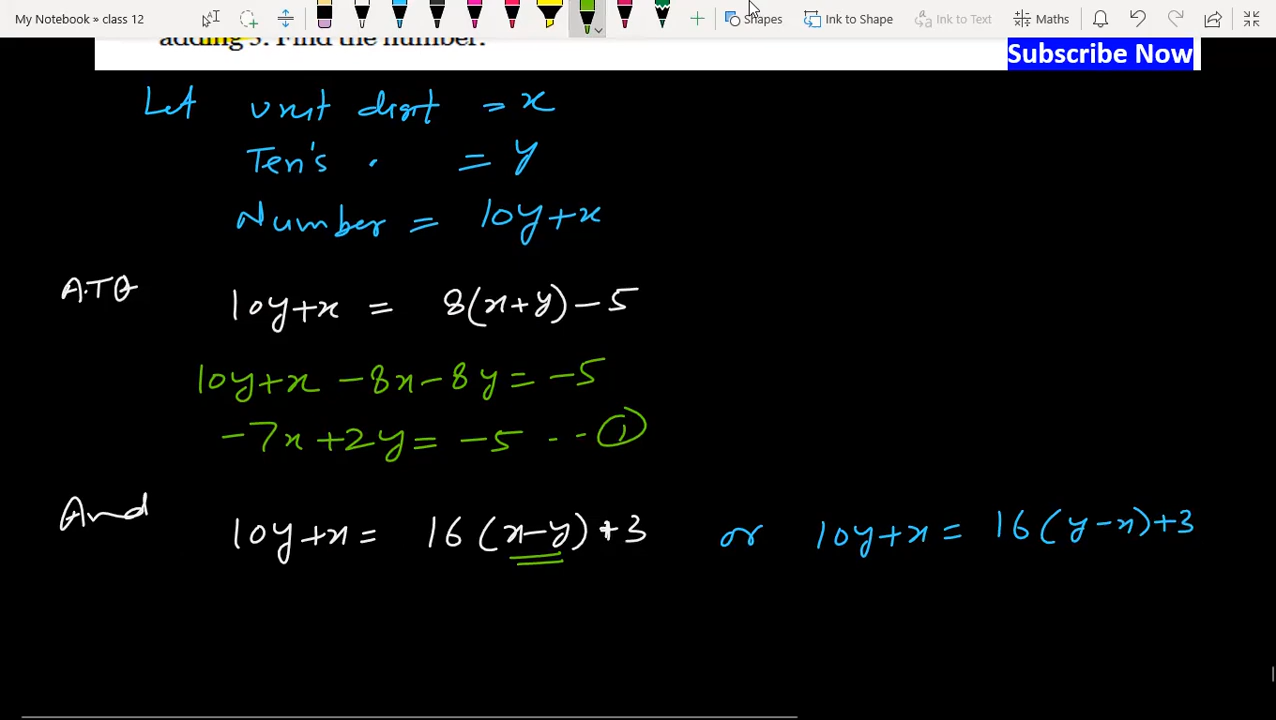 My Notebook » class 12
Shapes
Ink to Shape
Ink to Text
Maths
adding 3. Find the number.
Subscribe Now
Let unit digit = x
Ten's . = y
Number = 10y+x
A.T.Q 10y+x = 8(x+y)-5
10y+x -8x-8y = -5
-7x+2y = -5 -- ①
And 10y+x = 16(x-y)+3 or 10y+x = 16(y-x)+3